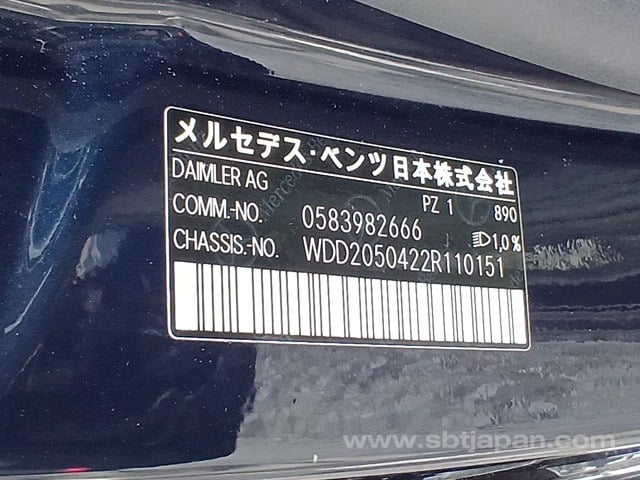 メルセデス・ベンツ日本株式会社
DAIMLER AG PZ 1 890
COMM.-NO. 0583982666 1,0%
CHASSIS.-NO. WDD2050422R110151
www.sbtjapan.com